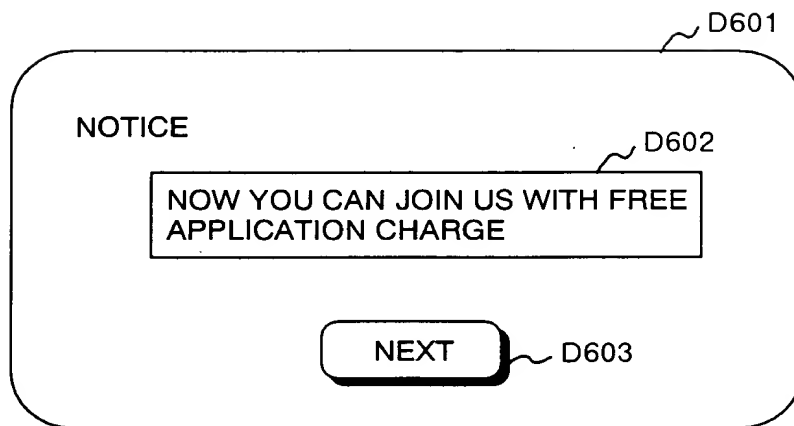 D601
NOTICE
D602
NOW YOU CAN JOIN US WITH FREE
APPLICATION CHARGE
NEXT
D603